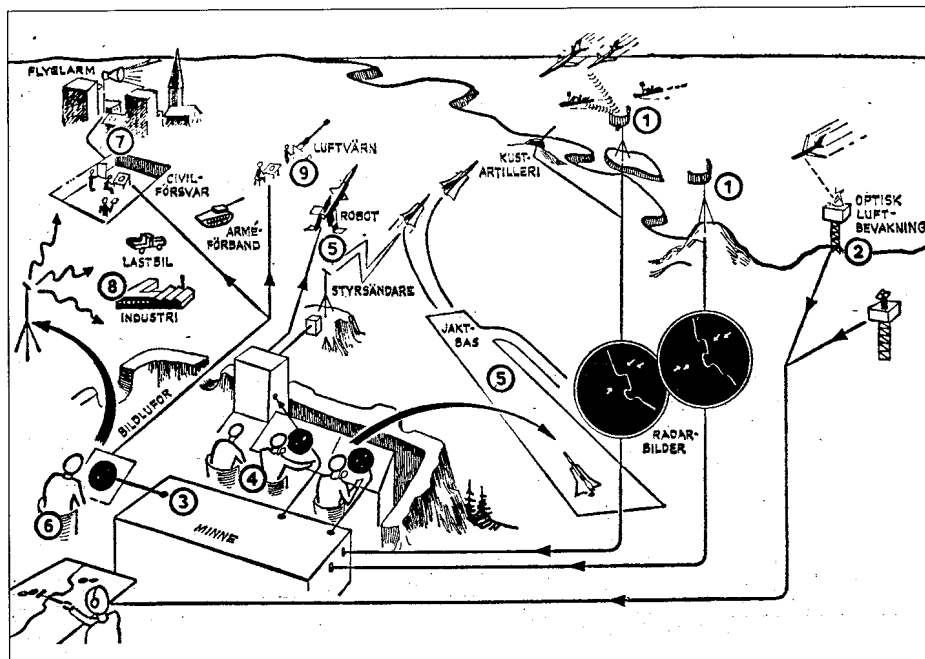 FLYGLARM
1
7
LUFTVÄRN
9
KUST-
ARTILLERI
1
CIVIL-
FÖRSVAR
ROBOT
5
OPTISK
LUFT-
BEVAKNING
2
ARMÉ-
FÖRBAND
LASTBIL
8
INDUSTRI
STYRSÄNDARE
JAKT-
BAS
5
BILDLUFOR
RADAR-
BILDER
4
3
6
MINNE